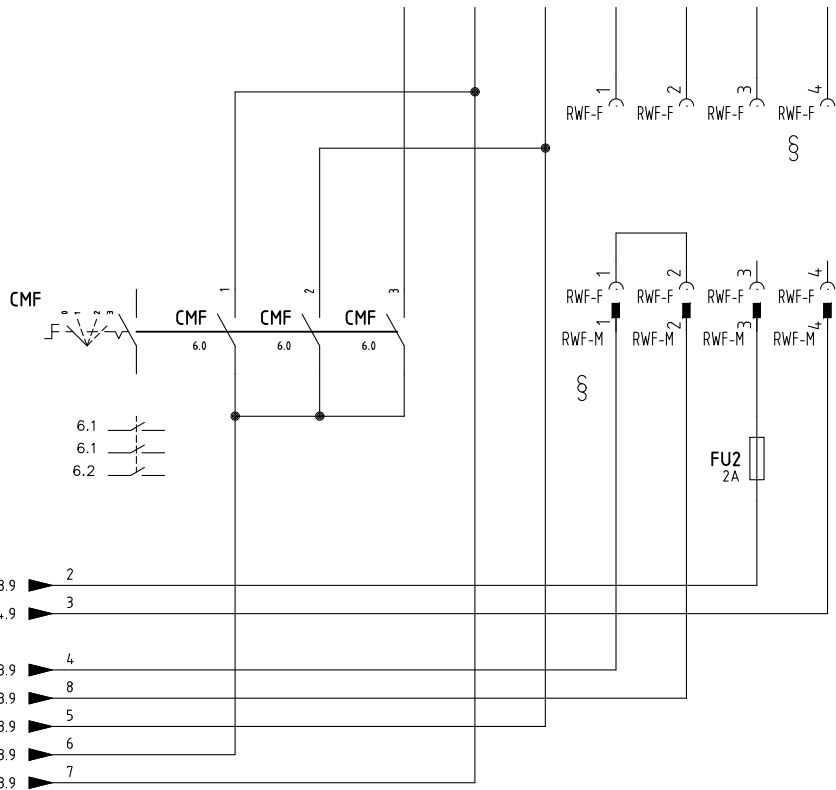 1 2 3 4
RWF-F RWF-F RWF-F RWF-F
§
CMF
0 1 2 3
1 2 3
CMF CMF CMF
6.0 6.0 6.0
1 2 3 4
RWF-F RWF-F RWF-F RWF-F
1 2 3 4
RWF-M RWF-M RWF-M RWF-M
§
6.1
6.1
6.2
FU2
2A
2
3
4
8
5
6
7